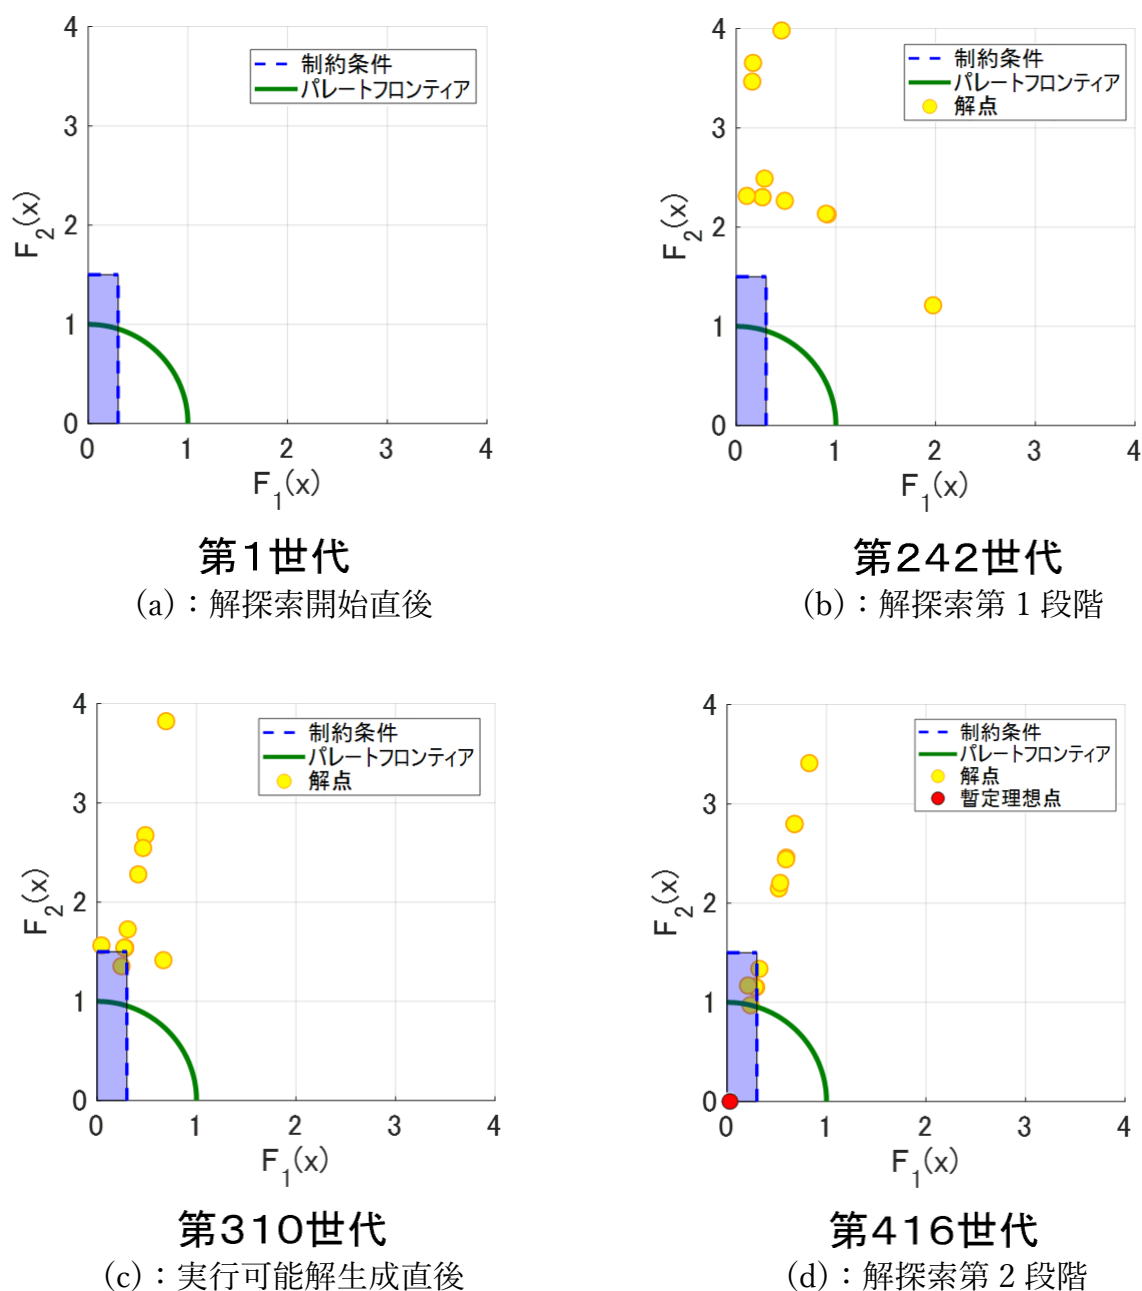 4
3
2
1
0
0
1
2
3
4
F2(x)
F1(x)
制約条件
パレートフロンティア
第1世代
(a)：解探索開始直後
4
3
2
1
0
0
1
2
3
4
F2(x)
F1(x)
制約条件
パレートフロンティア
解点
第242世代
(b)：解探索第 1 段階
4
3
2
1
0
0
1
2
3
4
F2(x)
F1(x)
制約条件
パレートフロンティア
解点
第310世代
(c)：実行可能解生成直後
4
3
2
1
0
0
1
2
3
4
F2(x)
F1(x)
制約条件
パレートフロンティア
解点
暫定理想点
第416世代
(d)：解探索第 2 段階